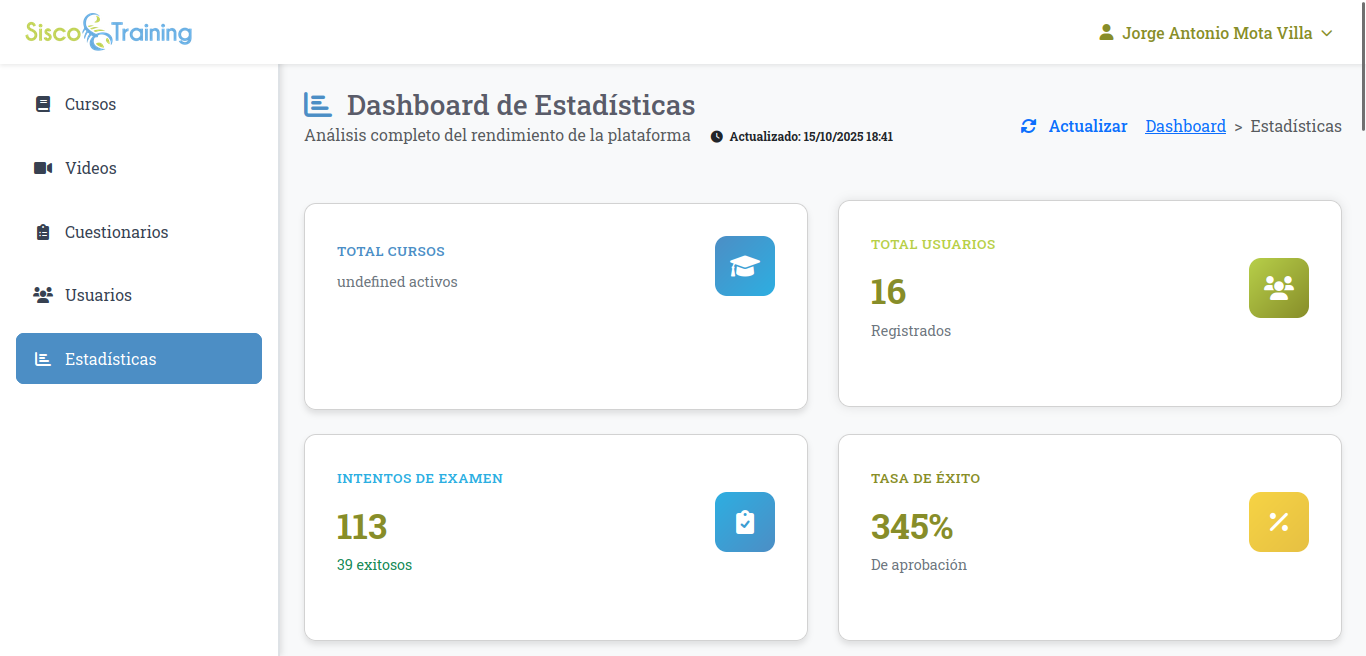 Sisco Training
Jorge Antonio Mota Villa
Cursos
Videos
Cuestionarios
Usuarios
Estadísticas
Dashboard de Estadísticas
Análisis completo del rendimiento de la plataforma
Actualizado: 15/10/2025 18:41
Actualizar
Dashboard > Estadísticas
TOTAL CURSOS
undefined activos
TOTAL USUARIOS
16
Registrados
INTENTOS DE EXAMEN
113
39 exitosos
TASA DE ÉXITO
345%
De aprobación